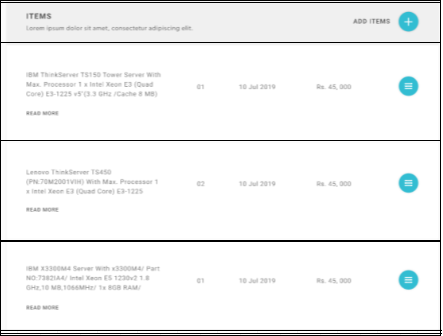 ITEMS
Lorem ipsum dolor sit amet, consectetur adipiscing elit.
ADD ITEMS
IBM ThinkServer TS150 Tower Server With
Max. Processor 1 x Intel Xeon E3 (Quad
Core) E3-1225 v5'(3.3 GHz /Cache 8 MB)
01
10 Jul 2019
Rs. 45, 000
READ MORE
Lenovo ThinkServer TS450
(PN:70M2001VIH) With Max. Processor 1
x Intel Xeon E3 (Quad Core) E3-1225
02
10 Jul 2019
Rs. 45, 000
READ MORE
IBM X3300M4 Server With x3300M4/ Part
NO:7382IA4/ Intel Xeon E5 1230v2 1.8
GHz,10 MB,1066MHz/ 1x 8GB RAM/
01
10 Jul 2019
Rs. 45, 000
READ MORE